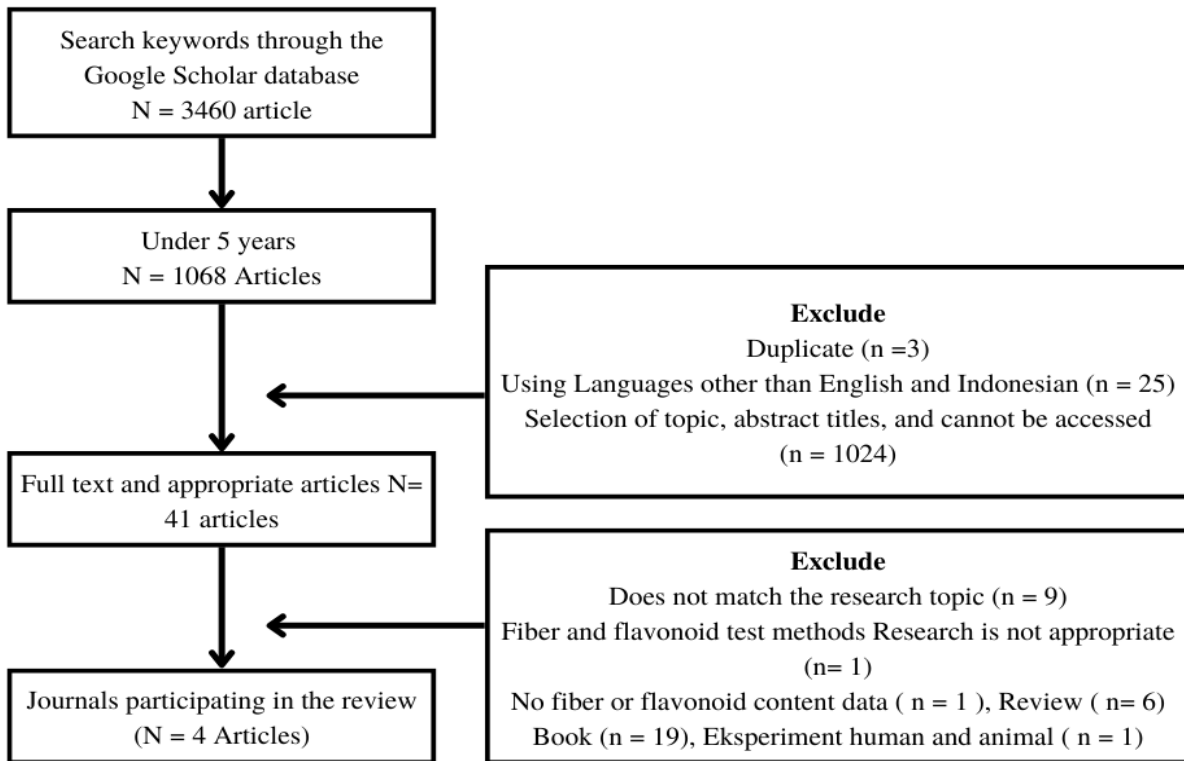 Search keywords through the
Google Scholar database
N = 3460 article
Under 5 years
N = 1068 Articles
Exclude
Duplicate (n =3)
Using Languages other than English and Indonesian (n = 25)
Selection of topic, abstract titles, and cannot be accessed
(n = 1024)
Full text and appropriate articles N=
41 articles
Exclude
Does not match the research topic (n = 9)
Fiber and flavonoid test methods Research is not appropriate
(n= 1)
No fiber or flavonoid content data ( n = 1 ), Review ( n= 6)
Book (n = 19), Eksperiment human and animal ( n = 1)
Journals participating in the review
(N = 4 Articles)